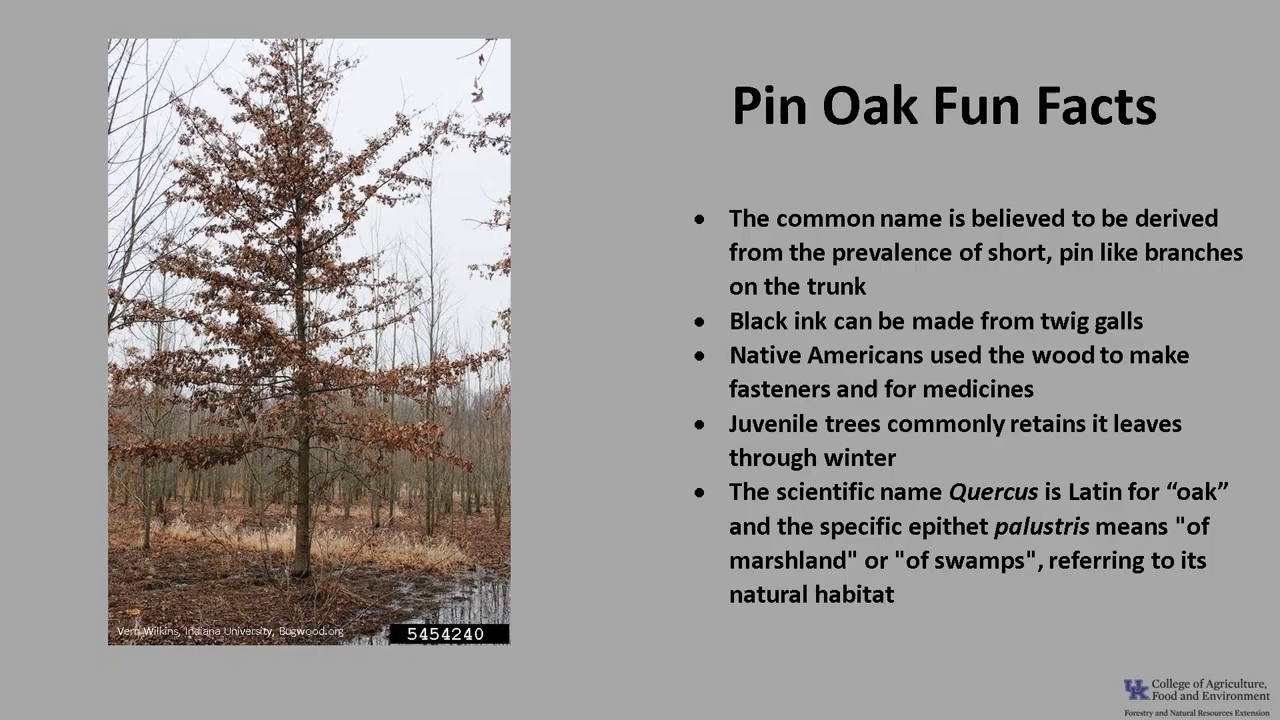 Pin Oak Fun Facts
• The common name is believed to be derived
from the prevalence of short, pin like branches
on the trunk
• Black ink can be made from twig galls
• Native Americans used the wood to make
fasteners and for medicines
• Juvenile trees commonly retains it leaves
through winter
• The scientific name Quercus is Latin for “oak”
and the specific epithet palustris means "of
marshland" or "of swamps", referring to its
natural habitat
Vern Wilkins, Indiana University, Bugwood.org
5454240
UK College of Agriculture,
Food and Environment
Forestry and Natural Resources Extension